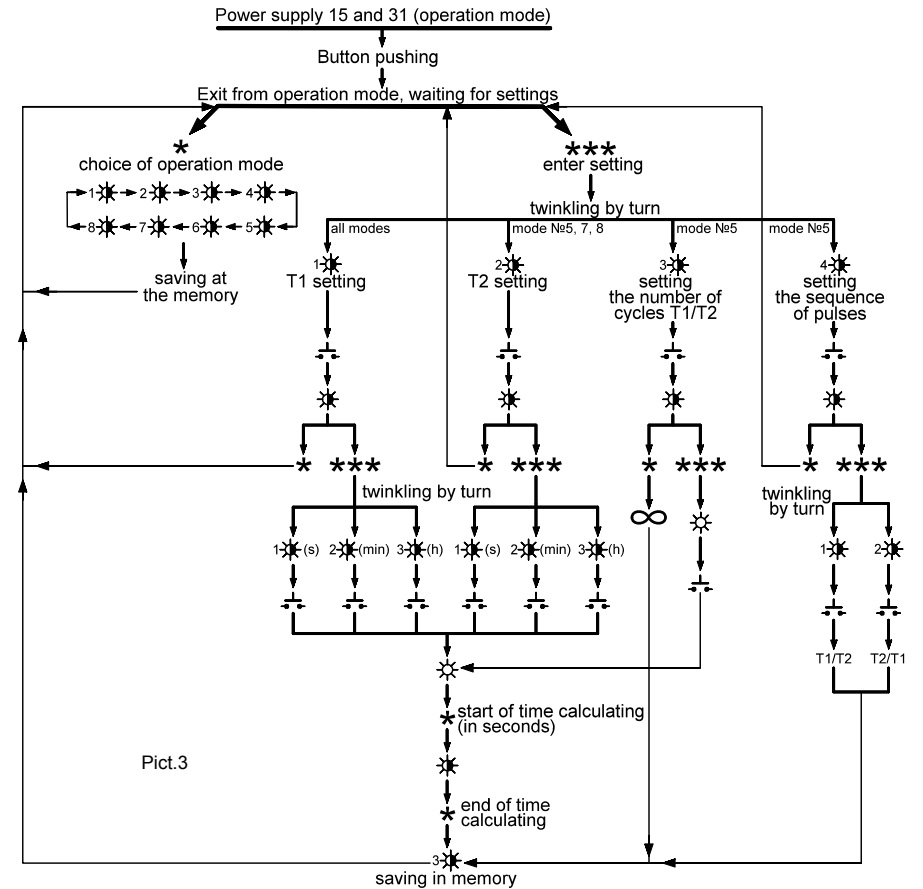 Power supply 15 and 31 (operation mode)
Button pushing
Exit from operation mode, waiting for settings
*
choice of operation mode
1 2 3 4
8 7 6 5
saving at
the memory
***
enter setting
twinkling by turn
all modes
mode №5, 7, 8
mode №5
mode №5
1
T1 setting
2
T2 setting
3
setting
the number of
cycles T1/T2
4
setting
the sequence
of pulses
* *** * *** * *** * ***
twinkling by turn
twinkling
by turn
∞
1 (s) 2 (min) 3 (h) 1 (s) 2 (min) 3 (h)
1 2
T1/T2 T2/T1
* start of time calculating
(in seconds)
Pict.3
* end of time
calculating
3
saving in memory